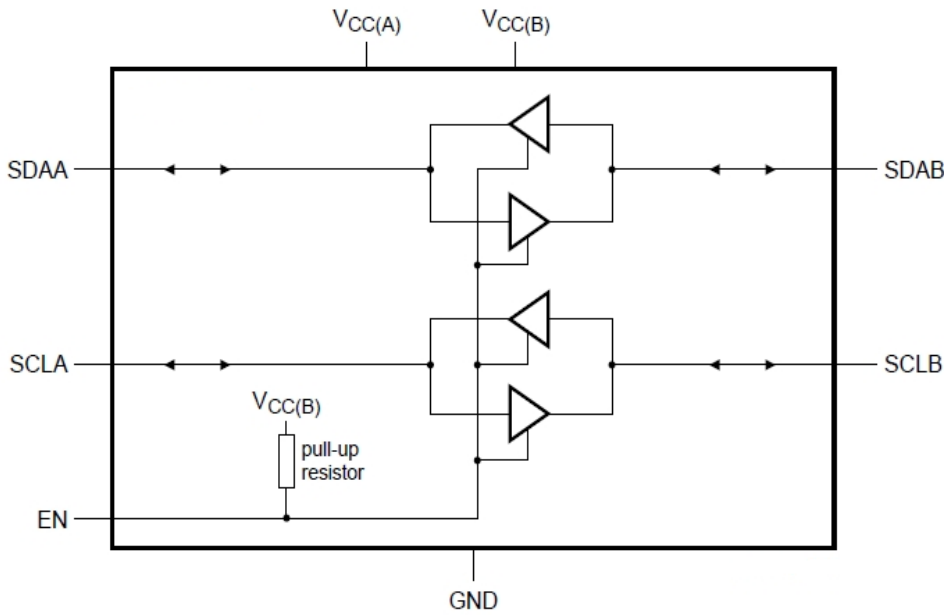 VCC(A)
VCC(B)
SDAA
SDAB
SCLA
SCLB
VCC(B)
pull-up
resistor
EN
GND